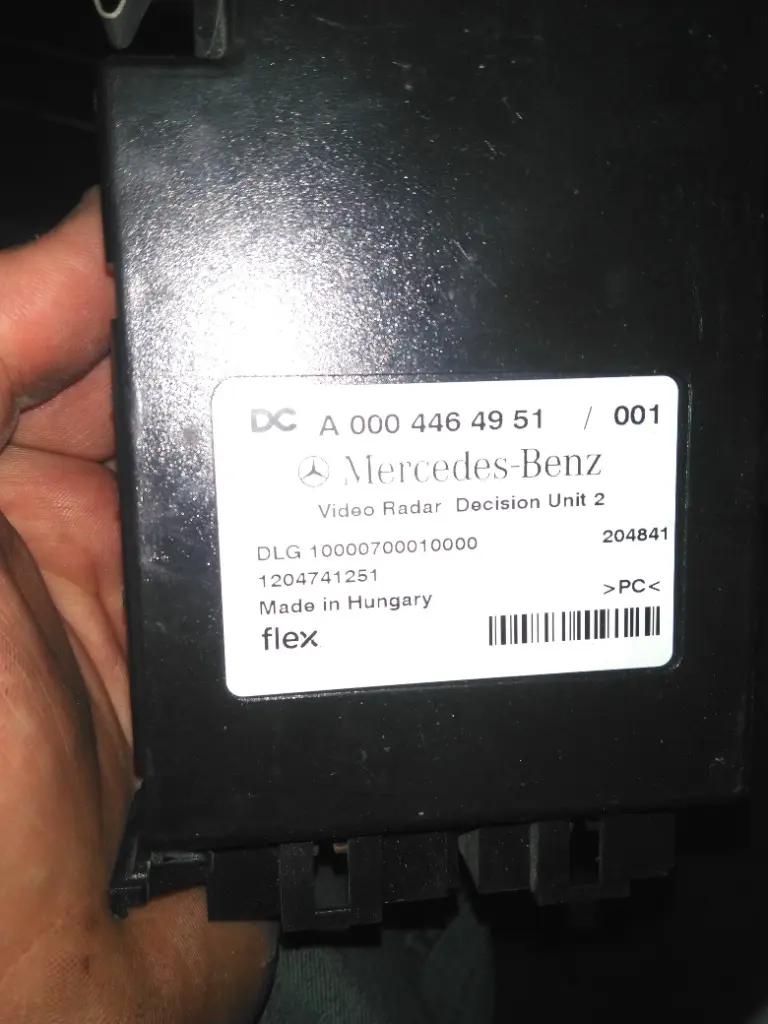 DC A 000 446 49 51 / 001
Mercedes-Benz
Video Radar Decision Unit 2
DLG 10000700010000 204841
1204741251
Made in Hungary >PC<
flex